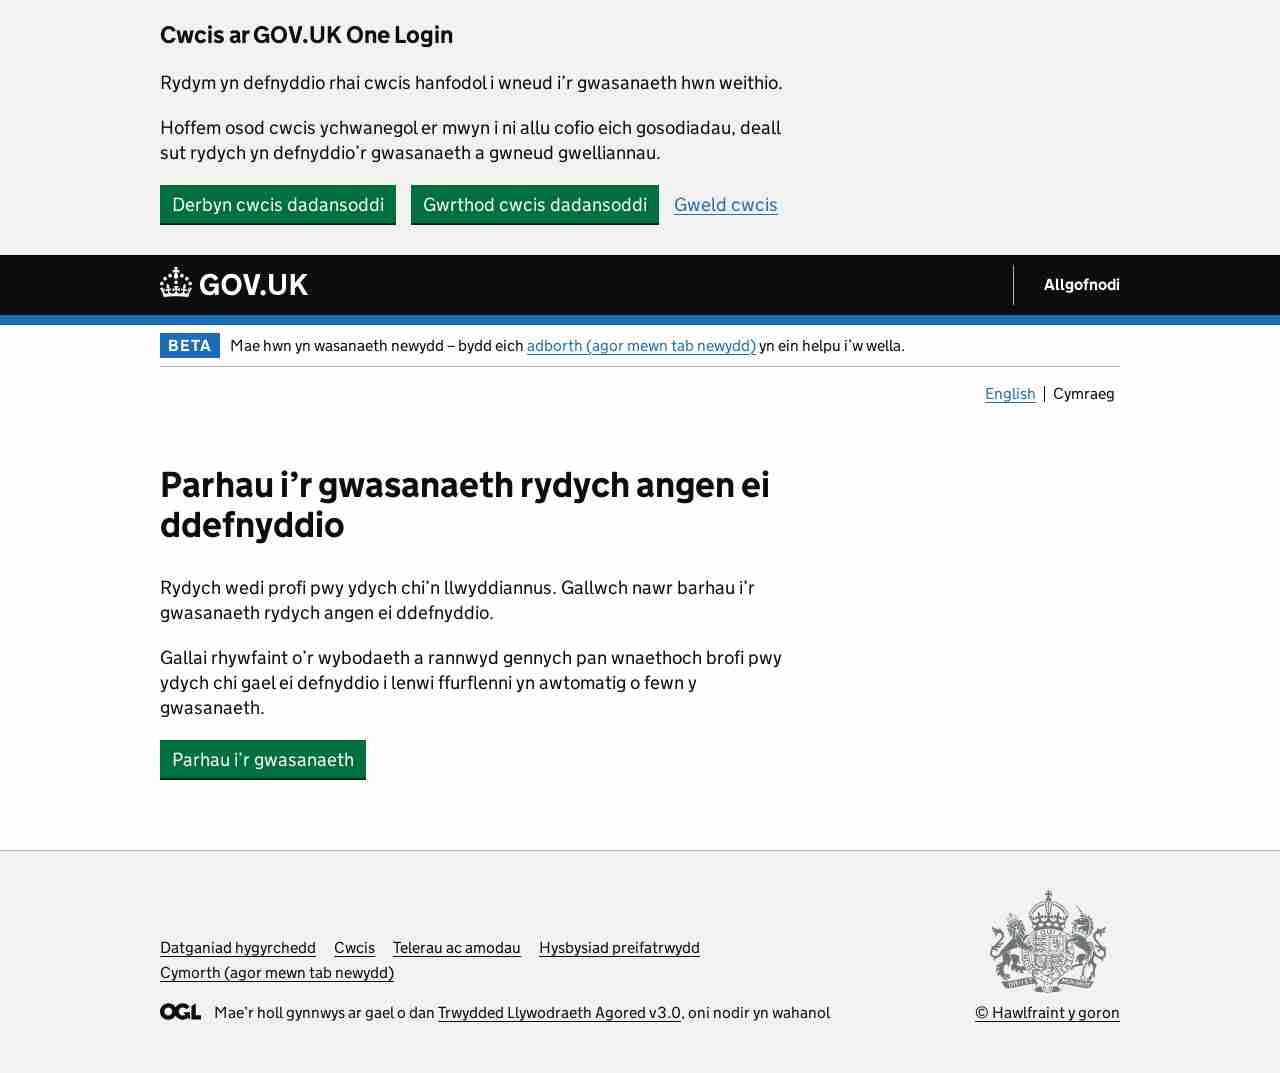 Cwcis ar GOV.UK One Login
Rydym yn defnyddio rhai cwcis hanfodol i wneud i’r gwasanaeth hwn weithio.
Hoffem osod cwcis ychwanegol er mwyn i ni allu cofio eich gosodiadau, deall
sut rydych yn defnyddio’r gwasanaeth a gwneud gwelliannau.
Derbyn cwcis dadansoddi Gwrthod cwcis dadansoddi Gweld cwcis
GOV.UK Allgofnodi
BETA Mae hwn yn wasanaeth newydd – bydd eich adborth (agor mewn tab newydd) yn ein helpu i’w wella.
English Cymraeg
Parhau i’r gwasanaeth rydych angen ei
ddefnyddio
Rydych wedi profi pwy ydych chi’n llwyddiannus. Gallwch nawr barhau i’r
gwasanaeth rydych angen ei ddefnyddio.
Gallai rhywfaint o’r wybodaeth a rannwyd gennych pan wnaethoch brofi pwy
ydych chi gael ei defnyddio i lenwi ffurflenni yn awtomatig o fewn y
gwasanaeth.
Parhau i’r gwasanaeth
Datganiad hygyrchedd Cwcis Telerau ac amodau Hysbysiad preifatrwydd
Cymorth (agor mewn tab newydd)
OGL Mae’r holl gynnwys ar gael o dan Trwydded Llywodraeth Agored v3.0, oni nodir yn wahanol
© Hawlfraint y goron